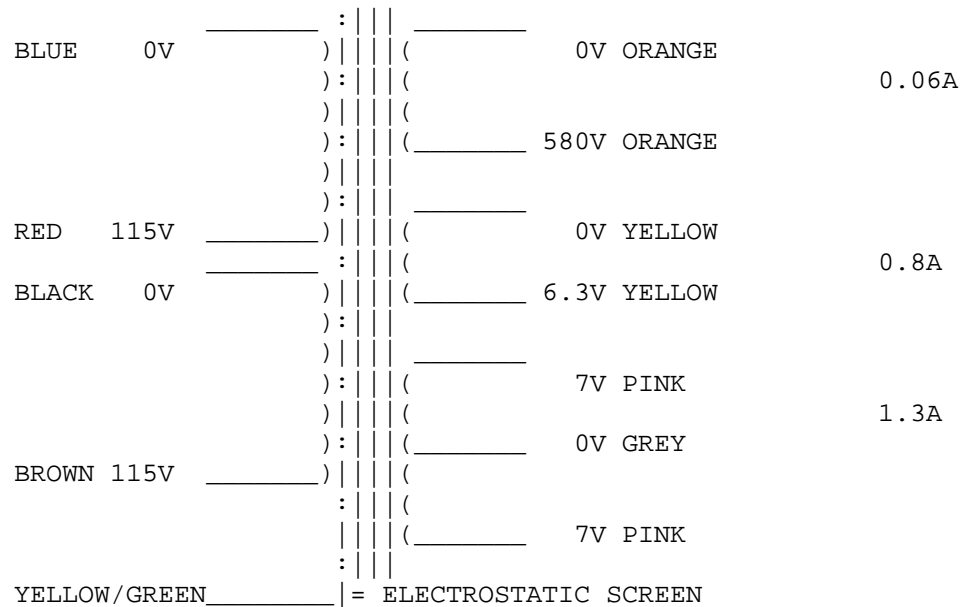 BLUE 0V 0V ORANGE
0.06A
580V ORANGE
RED 115V 0V YELLOW
0.8A
BLACK 0V 6.3V YELLOW
7V PINK
1.3A
0V GREY
BROWN 115V
7V PINK
YELLOW/GREEN = ELECTROSTATIC SCREEN